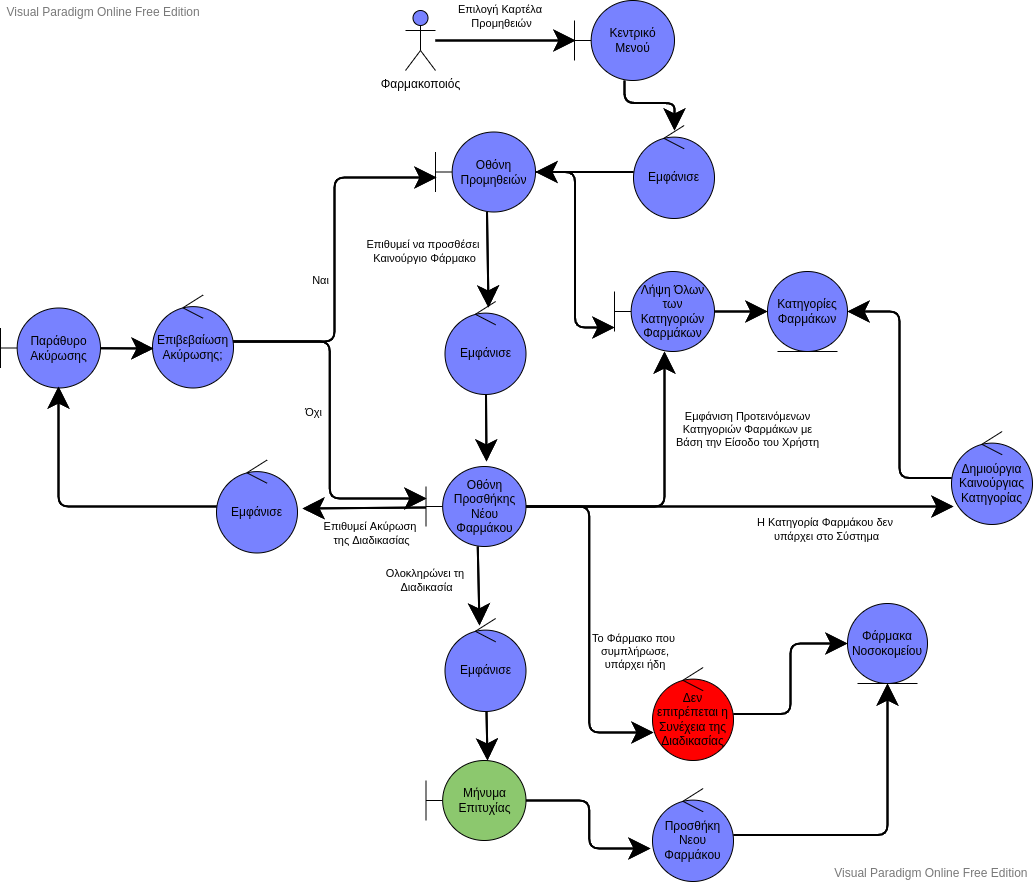 Visual Paradigm Online Free Edition
Επιλογή Καρτέλα
Προμηθειών
Κεντρικό
Μενού
Φαρμακοποιός
Οθόνη
Προμηθειών
Εμφάνισε
Επιθυμεί να προσθέσει
Καινούργιο Φάρμακο
Ναι
Λήψη Όλων
των
Κατηγοριών
Φαρμάκων
Κατηγορίες
Φαρμάκων
Παράθυρο
Ακύρωσης
Επιβεβαίωση
Ακύρωσης;
Εμφάνισε
Όχι
Εμφάνιση Προτεινόμενων
Κατηγοριών Φαρμάκων με
Βάση την Είσοδο του Χρήστη
Δημιούργια
Καινούργιας
Κατηγορίας
Οθόνη
Προσθήκης
Νέου
Φαρμάκου
Εμφάνισε
Επιθυμεί Ακύρωση
της Διαδικασίας
Η Κατηγορία Φαρμάκου δεν
υπάρχει στο Σύστημα
Ολοκληρώνει τη
Διαδικασία
Το Φάρμακο που
συμπλήρωσε,
υπάρχει ήδη
Φάρμακα
Νοσοκομείου
Εμφάνισε
Δεν
επιτρέπεται η
Συνέχεια της
Διαδικασίας
Μήνυμα
Επιτυχίας
Προσθήκη
Νεου
Φαρμάκου
Visual Paradigm Online Free Edition